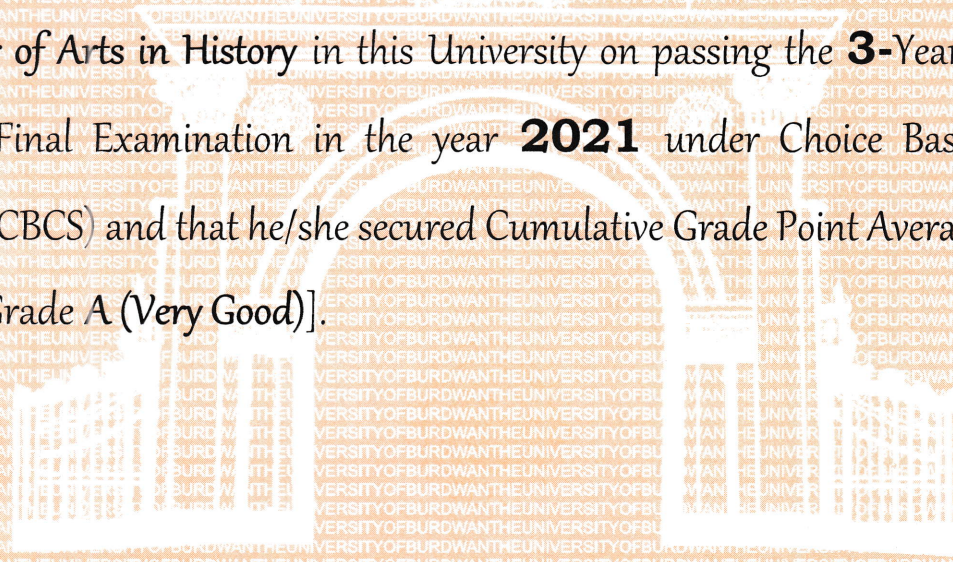 of Arts in History in this University on passing the 3-Year
Final Examination in the year 2021 under Choice Bas
CBCS) and that he/she secured Cumulative Grade Point Avera
Grade A (Very Good)].